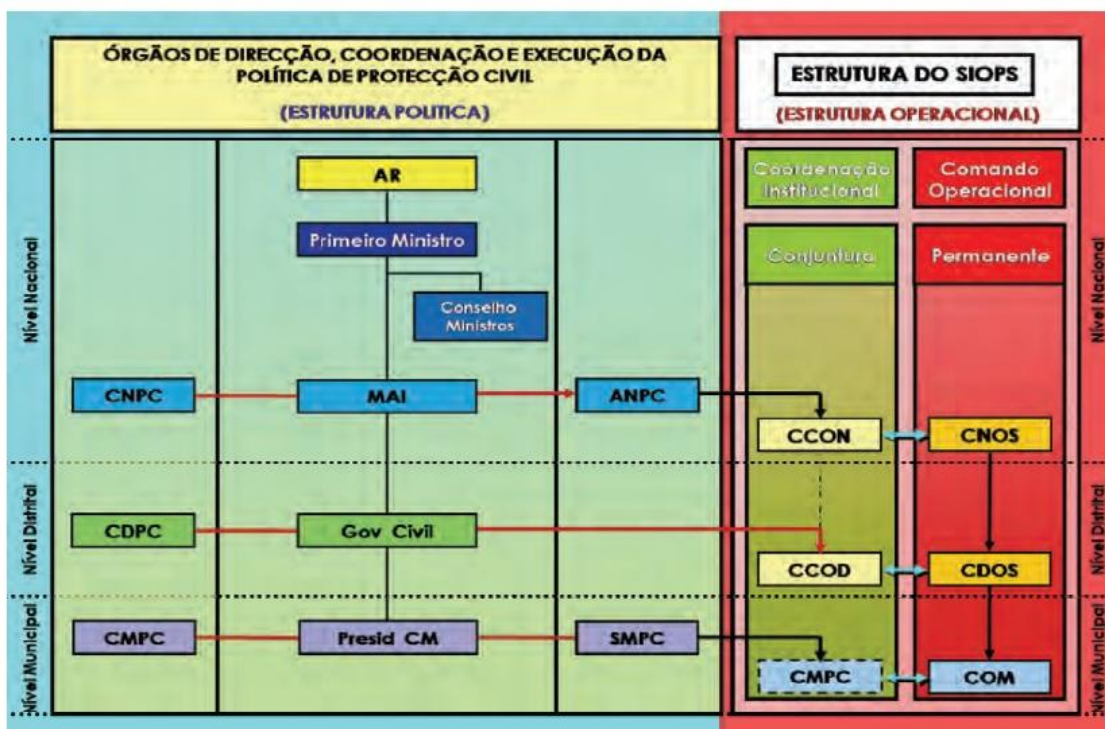 ÓRGÃOS DE DIRECÇÃO, COORDENAÇÃO E EXECUÇÃO DA
POLÍTICA DE PROTECÇÃO CIVIL
(ESTRUTURA POLITICA)
ESTRUTURA DO SIOPS
(ESTRUTURA OPERACIONAL)
Nível Nacional
AR
Coordenação
Institucional
Comando
Operacional
Nível Nacional
Primeiro Ministro
Conjuntura
Permanente
Conselho
Ministros
CNPC
MAI
ANPC
CCON
CNOS
Nível Distrital
CDPC
Gov Civil
Nível Distrital
CCOD
CDOS
Nível Municipal
CMPC
Presid CM
SMPC
Nível Municipal
CMPC
COM